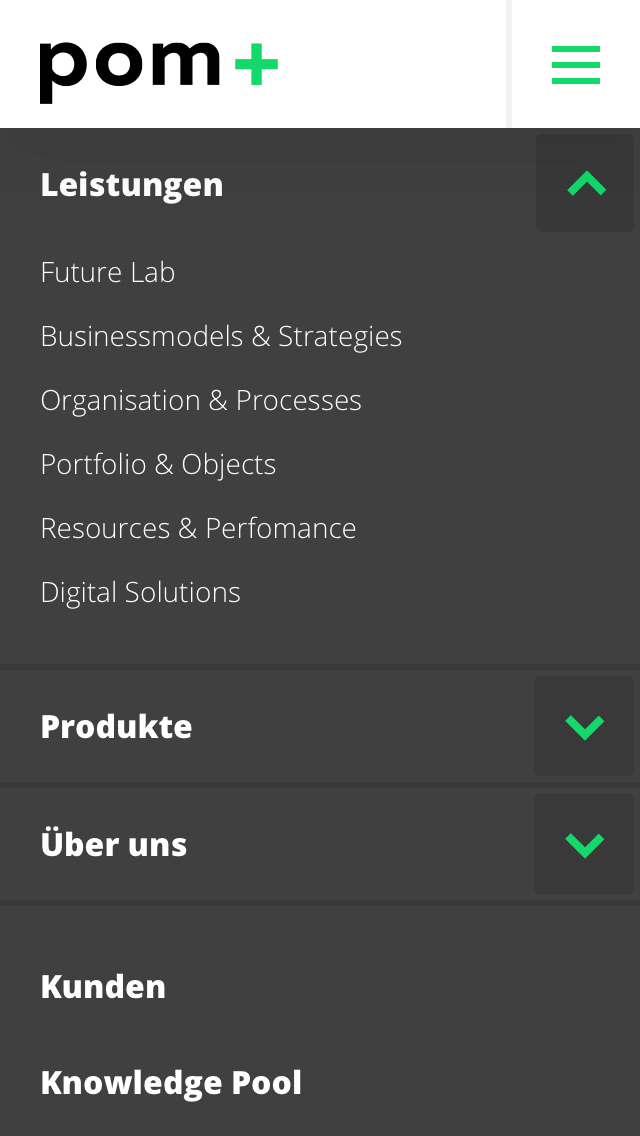 pom+
Leistungen
Future Lab
Businessmodels & Strategies
Organisation & Processes
Portfolio & Objects
Resources & Perfomance
Digital Solutions
Produkte
Über uns
Kunden
Knowledge Pool